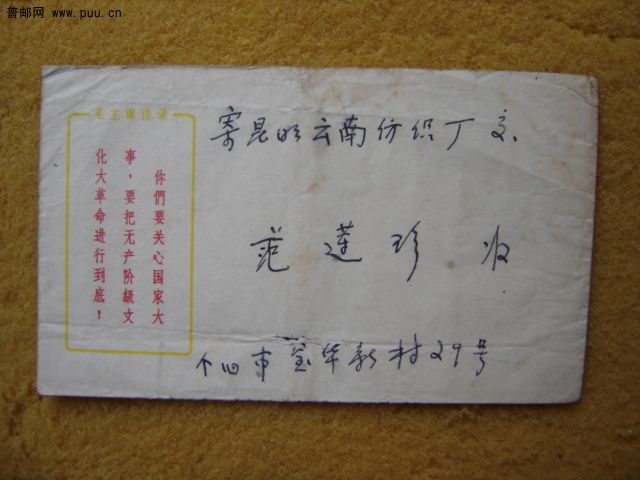 普邮网 www.puu.cn
毛主席语录
你們要关心国家大
事，要把无产阶級文
化大革命进行到底！
寄昆明云南纺织厂交
范莲珍 收
个旧市宝华新村29号